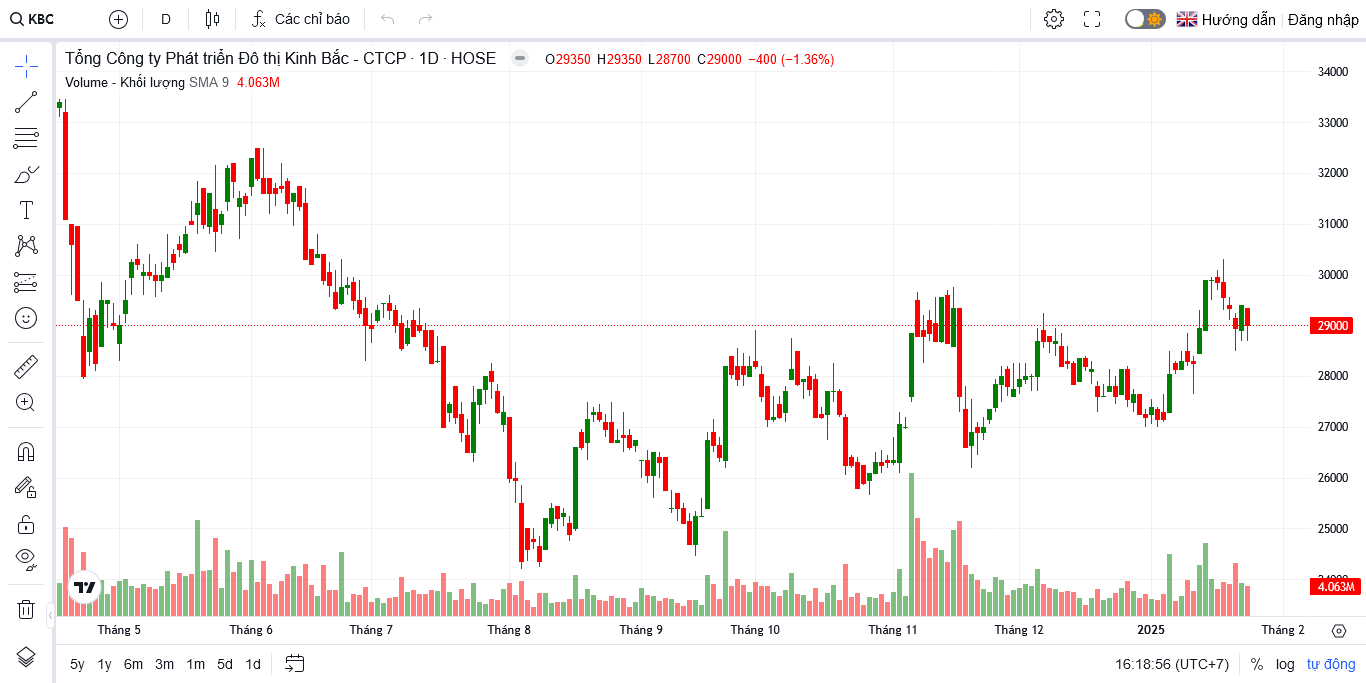 KBC D Các chỉ báo Hướng dẫn Đăng nhập
Tổng Công ty Phát triển Đô thị Kinh Bắc - CTCP · 1D · HOSE O29350 H29350 L28700 C29000 −400 (−1.36%)
Volume - Khối lượng SMA 9 4.063M
34000
33000
32000
31000
30000
29000
28000
27000
26000
25000
24000
4.063M
Tháng 5 Tháng 6 Tháng 7 Tháng 8 Tháng 9 Tháng 10 Tháng 11 Tháng 12 2025 Tháng 2
5y 1y 6m 3m 1m 5d 1d 16:18:56 (UTC+7) % log tự động